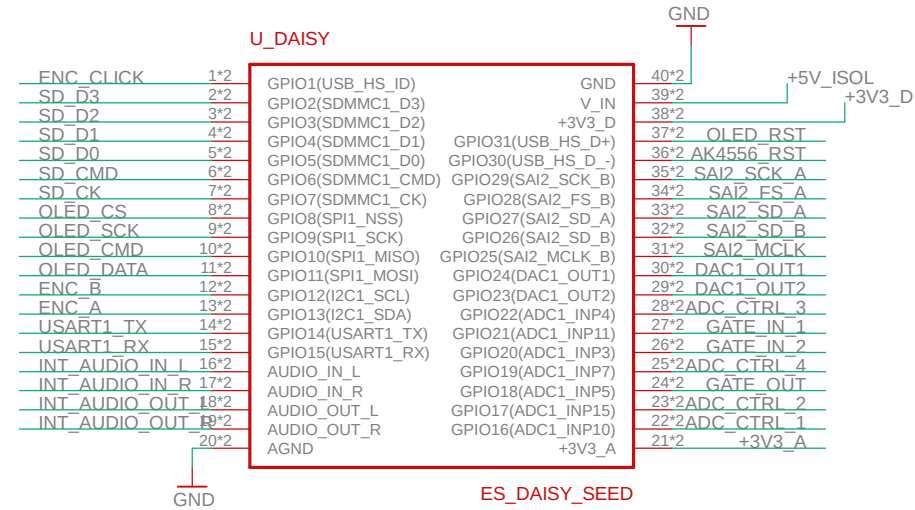 GND
U_DAISY
ENC_CLICK 1*2 GPIO1(USB_HS_ID) GND 40*2 +5V_ISOL
SD_D3 2*2 GPIO2(SDMMC1_D3) V_IN 39*2 +3V3_D
SD_D2 3*2 GPIO3(SDMMC1_D2) +3V3_D 38*2
SD_D1 4*2 GPIO4(SDMMC1_D1) GPIO31(USB_HS_D+) 37*2 OLED_RST
SD_D0 5*2 GPIO5(SDMMC1_D0) GPIO30(USB_HS_D_-) 36*2 AK4556_RST
SD_CMD 6*2 GPIO6(SDMMC1_CMD) GPIO29(SAI2_SCK_B) 35*2 SAI2_SCK_A
SD_CK 7*2 GPIO7(SDMMC1_CK) GPIO28(SAI2_FS_B) 34*2 SAI2_FS_A
OLED_CS 8*2 GPIO8(SPI1_NSS) GPIO27(SAI2_SD_A) 33*2 SAI2_SD_A
OLED_SCK 9*2 GPIO9(SPI1_SCK) GPIO26(SAI2_SD_B) 32*2 SAI2_SD_B
OLED_CMD 10*2 GPIO10(SPI1_MISO) GPIO25(SAI2_MCLK_B) 31*2 SAI2_MCLK
OLED_DATA 11*2 GPIO11(SPI1_MOSI) GPIO24(DAC1_OUT1) 30*2 DAC1_OUT1
ENC_B 12*2 GPIO12(I2C1_SCL) GPIO23(DAC1_OUT2) 29*2 DAC1_OUT2
ENC_A 13*2 GPIO13(I2C1_SDA) GPIO22(ADC1_INP4) 28*2 ADC_CTRL_3
USART1_TX 14*2 GPIO14(USART1_TX) GPIO21(ADC1_INP11) 27*2 GATE_IN_1
USART1_RX 15*2 GPIO15(USART1_RX) GPIO20(ADC1_INP3) 26*2 GATE_IN_2
INT_AUDIO_IN_L 16*2 AUDIO_IN_L GPIO19(ADC1_INP7) 25*2 ADC_CTRL_4
INT_AUDIO_IN_R 17*2 AUDIO_IN_R GPIO18(ADC1_INP5) 24*2 GATE_OUT
INT_AUDIO_OUT_L 18*2 AUDIO_OUT_L GPIO17(ADC1_INP15) 23*2 ADC_CTRL_2
INT_AUDIO_OUT_R 19*2 AUDIO_OUT_R GPIO16(ADC1_INP10) 22*2 ADC_CTRL_1
20*2 AGND +3V3_A 21*2 +3V3_A
GND
ES_DAISY_SEED